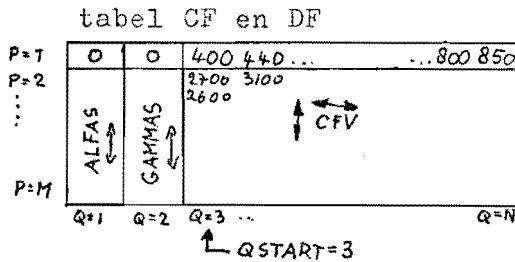 tabel CF en DF
P=1 0 0 400 440 ... ...800 850
P=2 2700 3100
⋮ 2600
ALFAS GAMMAS CFV
P=M
Q=1 Q=2 Q=3 ... Q=N
QSTART=3